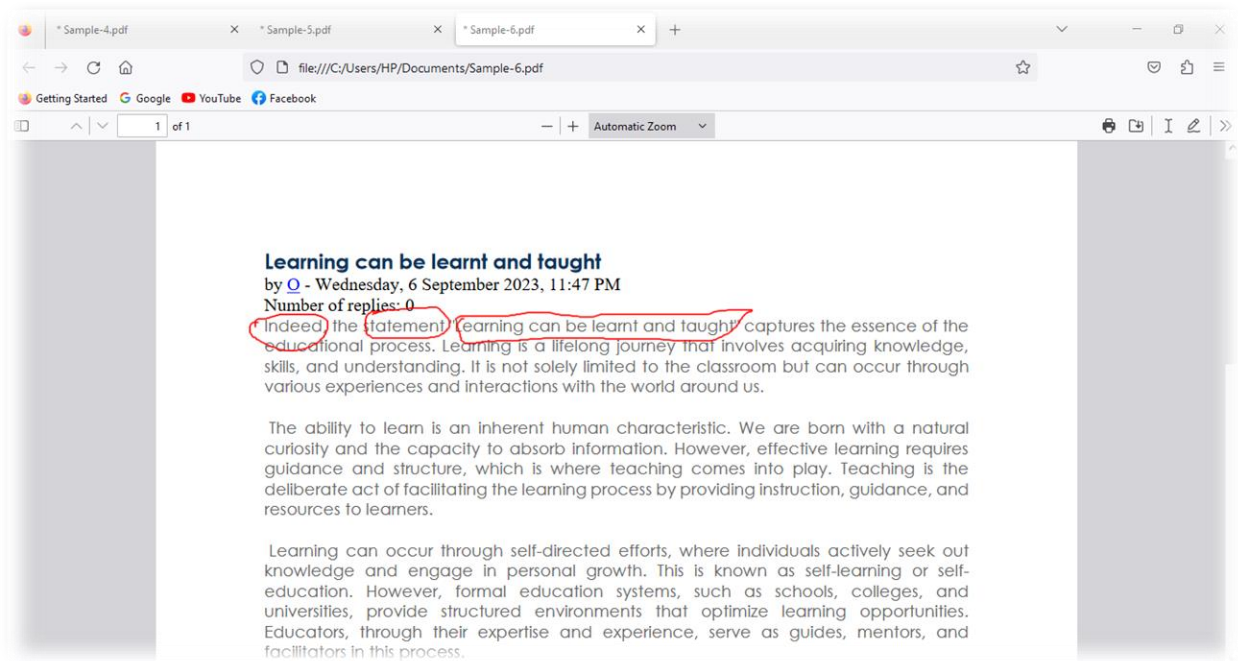 * Sample-4.pdf
* Sample-5.pdf
* Sample-6.pdf
file:///C:/Users/HP/Documents/Sample-6.pdf
Getting Started Google YouTube Facebook
1 of 1
Automatic Zoom
Learning can be learnt and taught
by O - Wednesday, 6 September 2023, 11:47 PM
Number of replies: 0
Indeed, the statement "Learning can be learnt and taught" captures the essence of the
educational process. Learning is a lifelong journey that involves acquiring knowledge,
skills, and understanding. It is not solely limited to the classroom but can occur through
various experiences and interactions with the world around us.
The ability to learn is an inherent human characteristic. We are born with a natural
curiosity and the capacity to absorb information. However, effective learning requires
guidance and structure, which is where teaching comes into play. Teaching is the
deliberate act of facilitating the learning process by providing instruction, guidance, and
resources to learners.
Learning can occur through self-directed efforts, where individuals actively seek out
knowledge and engage in personal growth. This is known as self-learning or self-
education. However, formal education systems, such as schools, colleges, and
universities, provide structured environments that optimize learning opportunities.
Educators, through their expertise and experience, serve as guides, mentors, and
facilitators in this process.